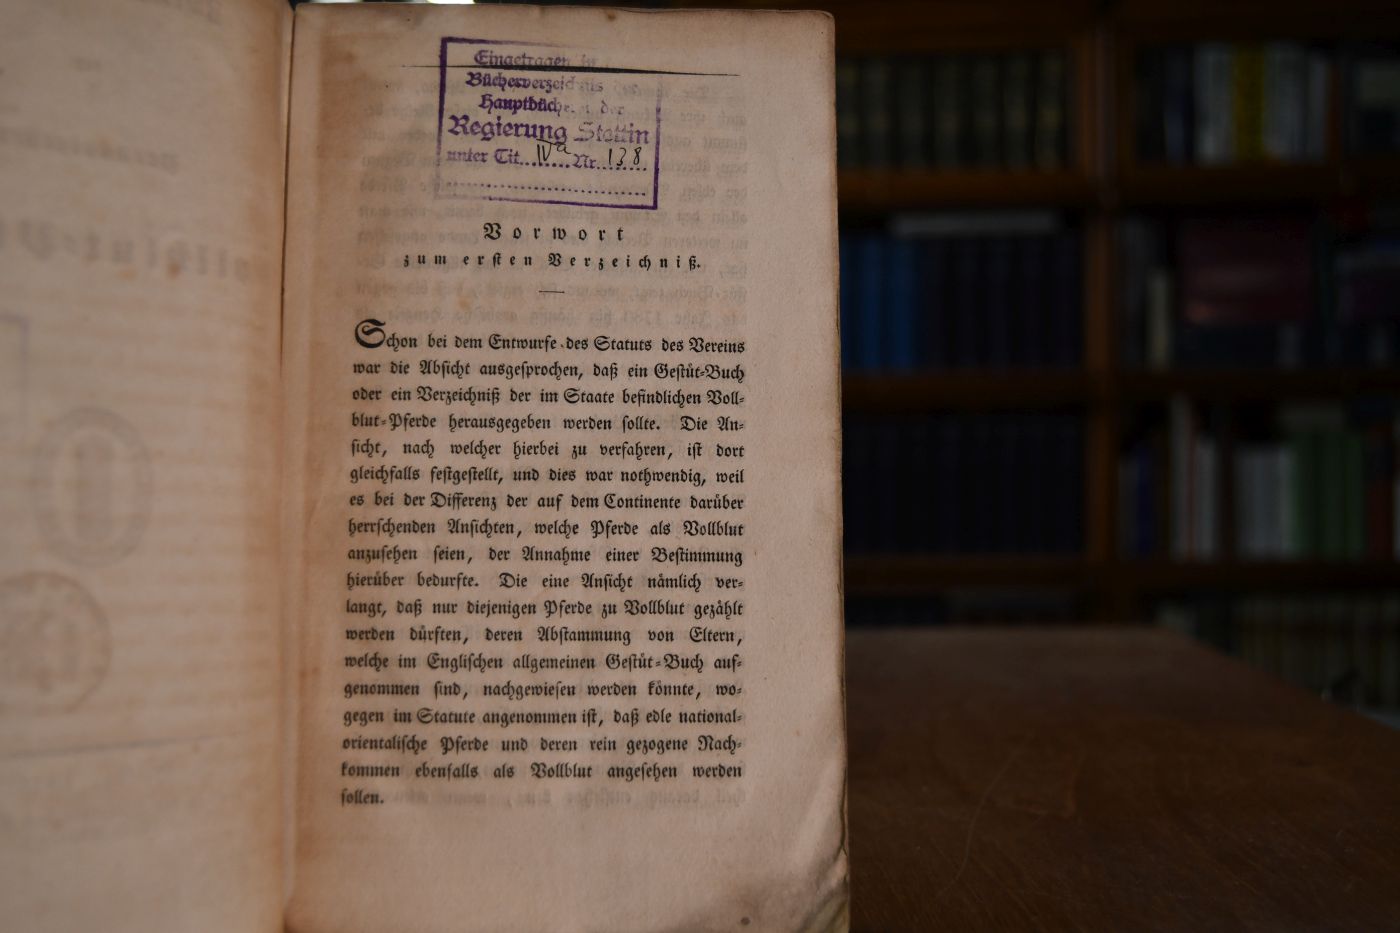 Eingetragen in
Bücherverzeichnis
Hauptbücherei der
Regierung Stettin
unter Tit. IVa Nr. 138
Vorwort
zum ersten Verzeichniß.
Schon bei dem Entwurfe des Statuts des Vereins
war die Absicht ausgesprochen, daß ein Gestüt-Buch
oder ein Verzeichniß der im Staate befindlichen Voll-
blut-Pferde herausgegeben werden sollte. Die An-
sicht, nach welcher hierbei zu verfahren, ist dort
gleichfalls festgestellt, und dies war nothwendig, weil
es bei der Differenz der auf dem Continente darüber
herrschenden Ansichten, welche Pferde als Vollblut
anzusehen seien, der Annahme einer Bestimmung
hierüber bedurfte. Die eine Ansicht nämlich ver-
langt, daß nur diejenigen Pferde zu Vollblut gezählt
werden dürften, deren Abstammung von Eltern,
welche im Englischen allgemeinen Gestüt-Buch auf-
genommen sind, nachgewiesen werden könnte, wo-
gegen im Statute angenommen ist, daß edle national-
orientalische Pferde und deren rein gezogene Nach-
kommen ebenfalls als Vollblut angesehen werden
sollen.